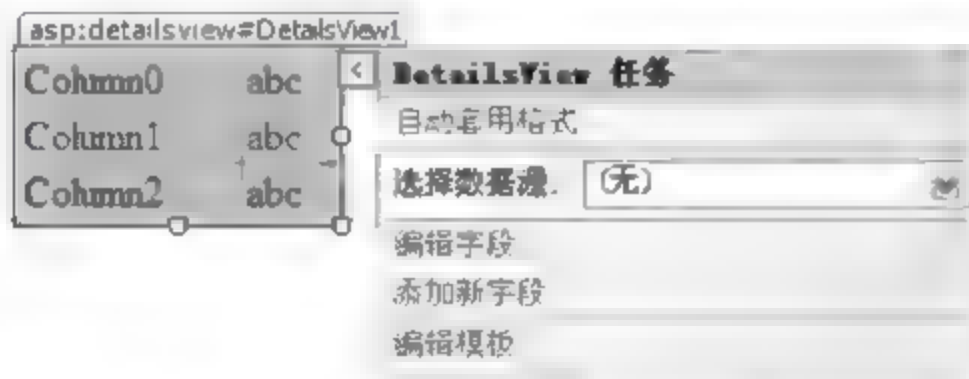 asp:detailsview#DetailsView1
Column0 abc
Column1 abc
Column2 abc
<
DetailsView 任务
自动套用格式
选择数据源: (无)
编辑字段
添加新字段
编辑模板